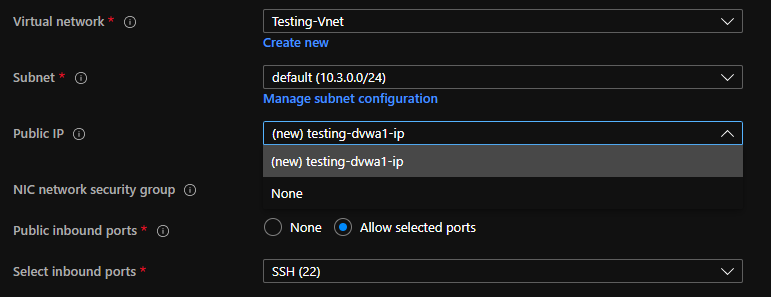 Virtual network * Testing-Vnet
Create new
Subnet * default (10.3.0.0/24)
Manage subnet configuration
Public IP (new) testing-dvwa1-ip
(new) testing-dvwa1-ip
None
NIC network security group
Public inbound ports * None Allow selected ports
Select inbound ports * SSH (22)